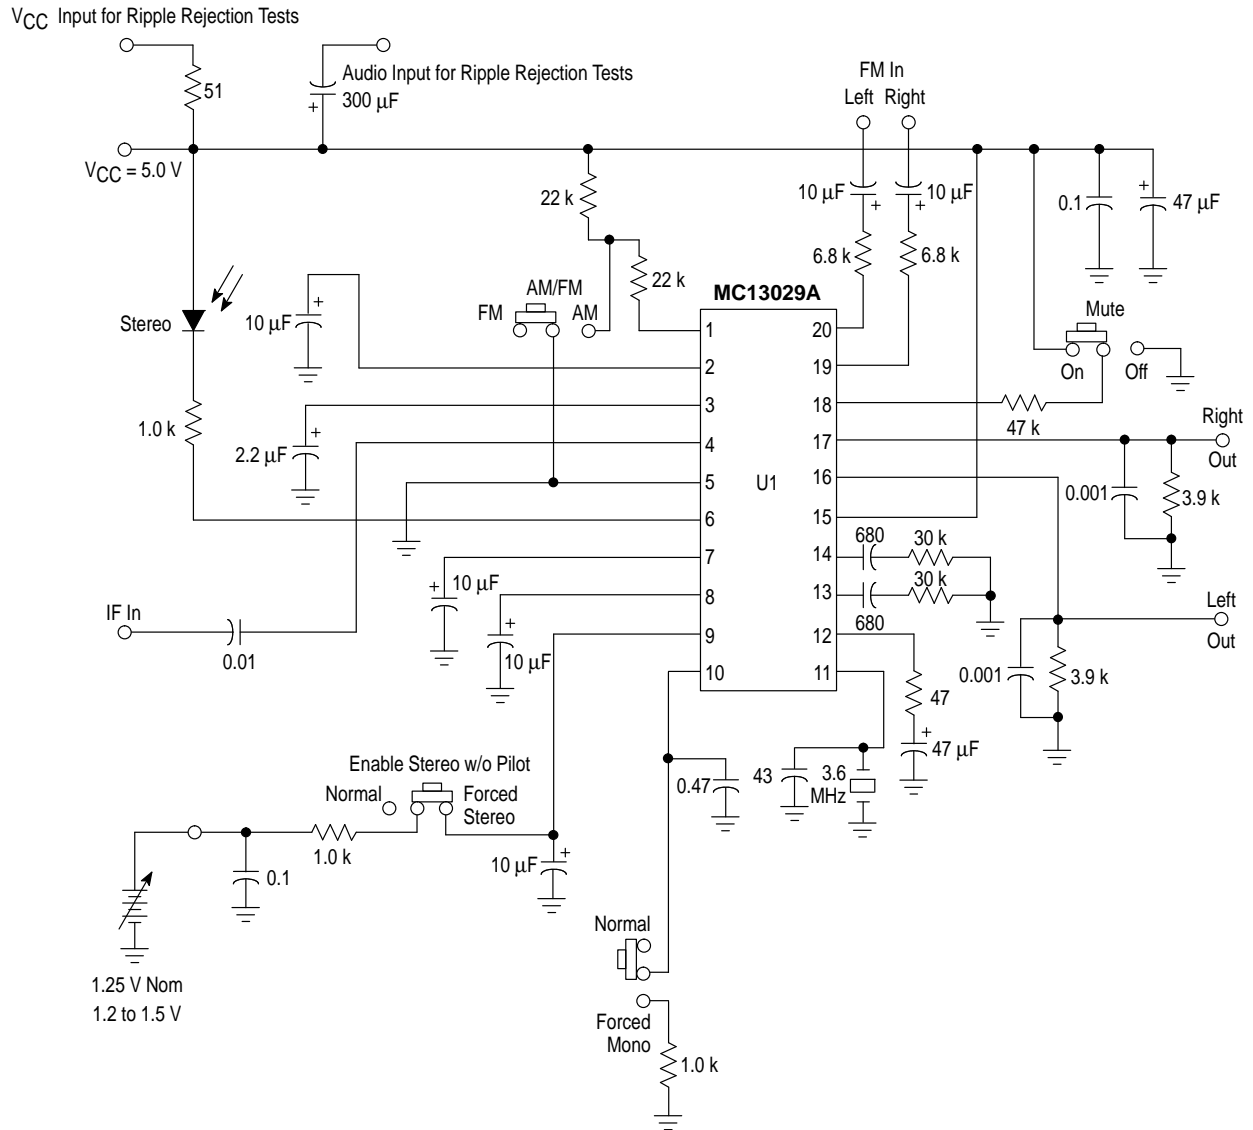 VCC Input for Ripple Rejection Tests
51
Audio Input for Ripple Rejection Tests
+ 300 µF
FM In
Left Right
VCC = 5.0 V
22 k
10 µF + + 10 µF
0.1
+ 47 µF
6.8 k 6.8 k
22 k
MC13029A
Stereo
10 µF +
AM/FM
FM AM
Mute
On Off
1 20
2 19
3 18
47 k
1.0 k
2.2 µF +
4 17
Right
Out
5 U1 16
0.001 3.9 k
6 15
7 14
680 30 k
+ 10 µF
8 13
30 k
680
IF In
0.01
+
10 µF
9 12
10 11
Left
Out
0.001 3.9 k
47
+
47 µF
Enable Stereo w/o Pilot
Normal Forced
Stereo
0.47
43 3.6
MHz
1.0 k
0.1
10 µF +
1.25 V Nom
1.2 to 1.5 V
Normal
Forced
Mono
1.0 k